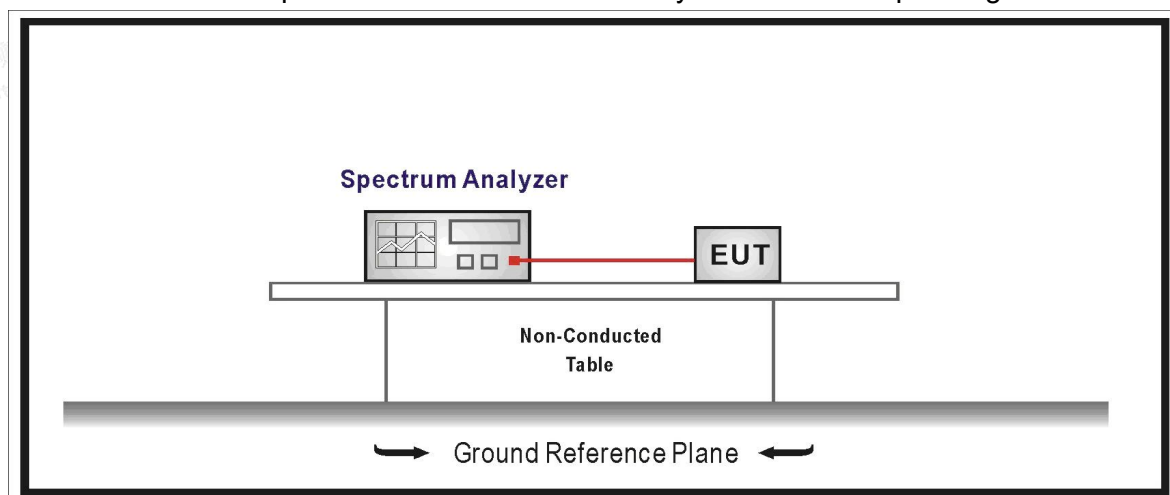 Spectrum Analyzer
EUT
Non-Conducted
Table
Ground Reference Plane